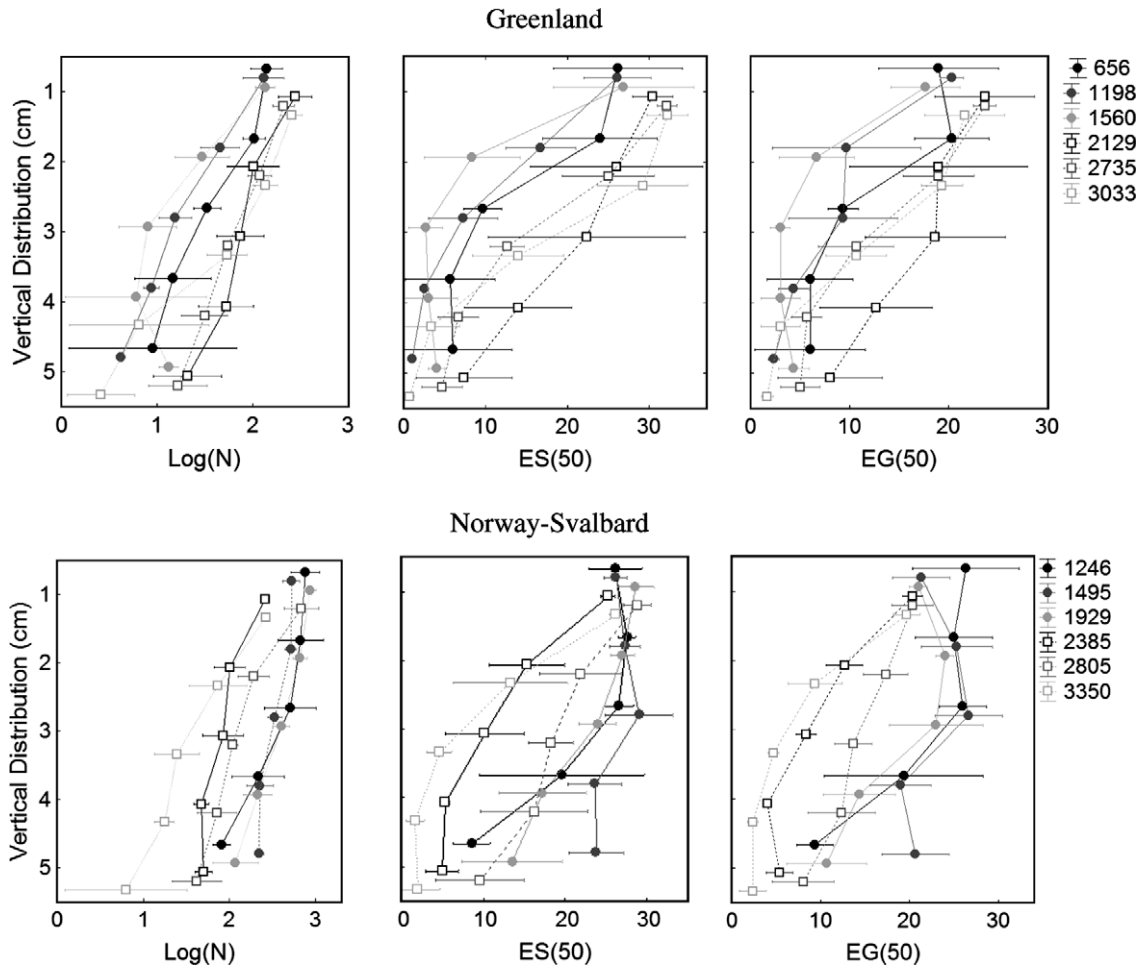 Greenland
Vertical Distribution (cm)
1
2
3
4
5
0 1 2 3
Log(N)
0 10 20 30
ES(50)
0 10 20 30
EG(50)
656
1198
1560
2129
2735
3033
Norway-Svalbard
Vertical Distribution (cm)
1
2
3
4
5
0 1 2 3
Log(N)
0 10 20 30
ES(50)
0 10 20 30
EG(50)
1246
1495
1929
2385
2805
3350